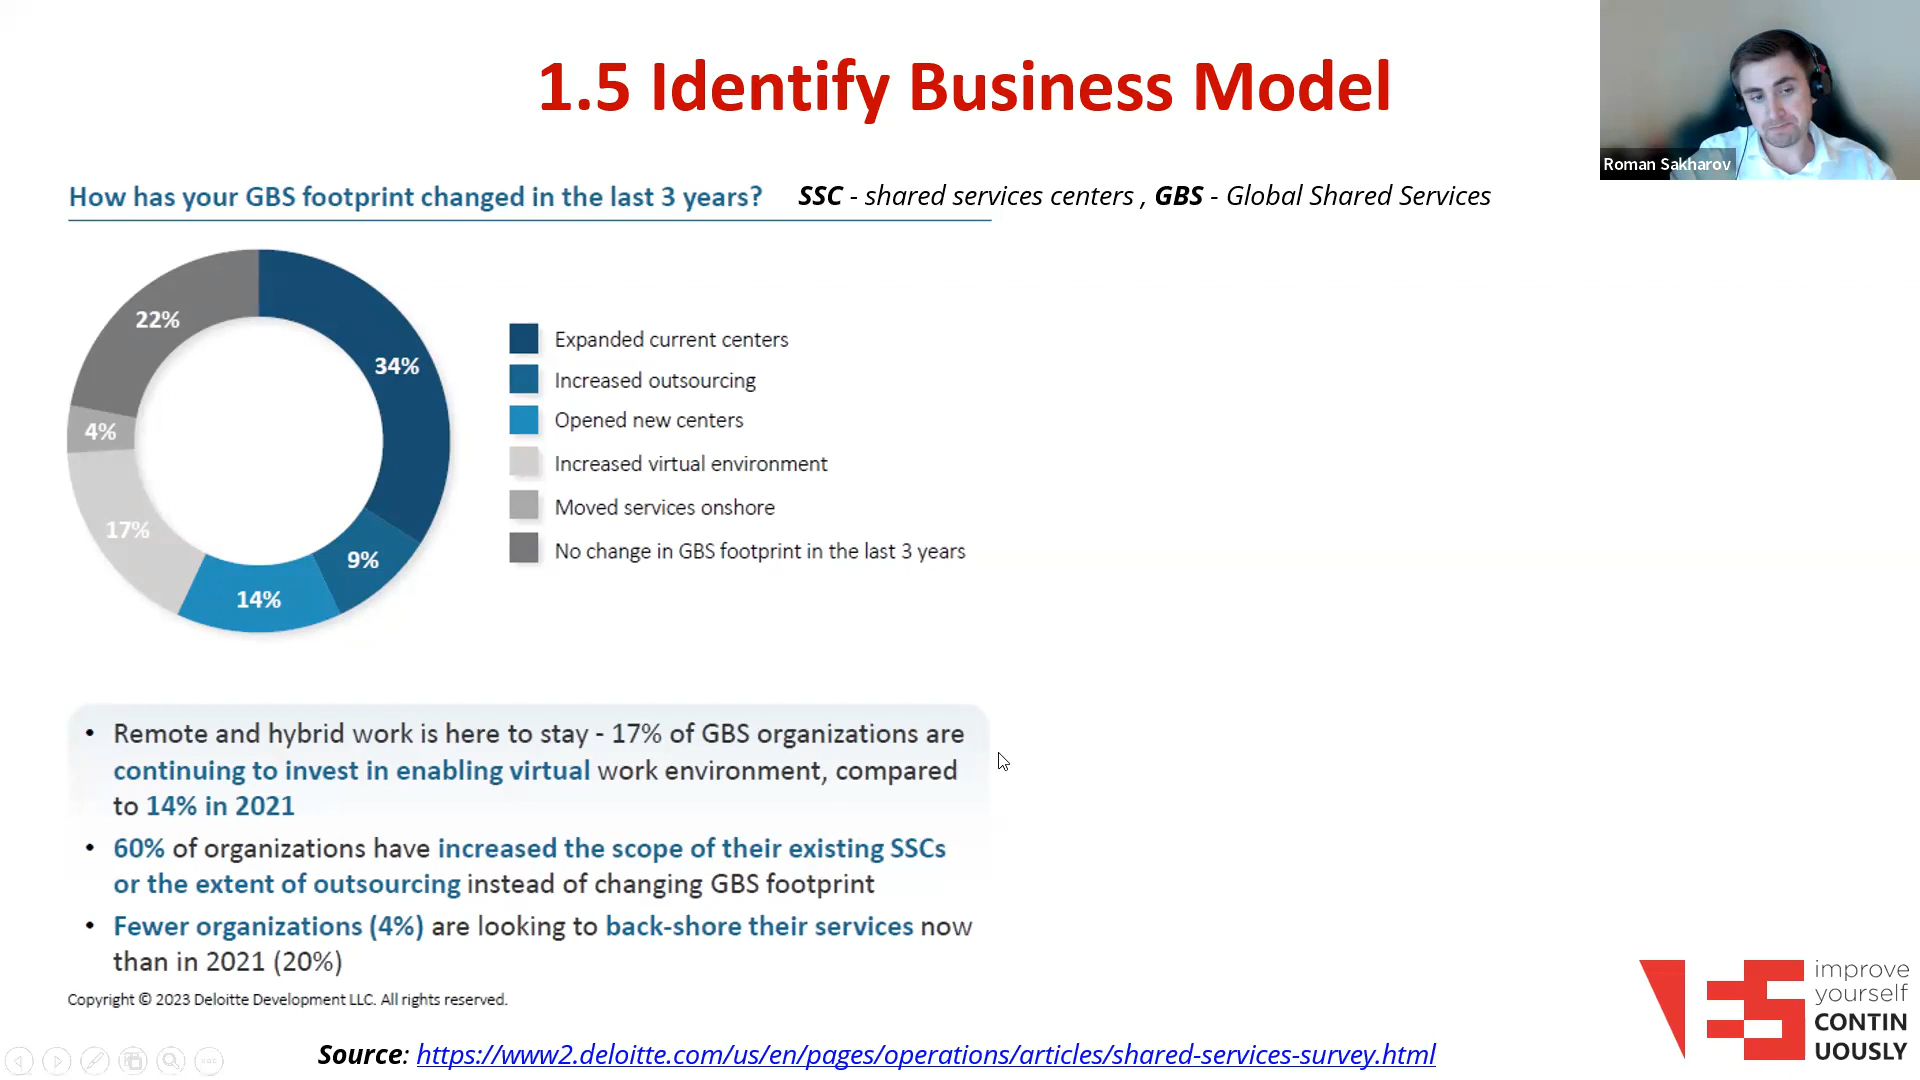 1.5 Identify Business Model
Roman Sakharov
How has your GBS footprint changed in the last 3 years?
SSC - shared services centers , GBS - Global Shared Services
22%
34%
4%
17%
9%
14%
Expanded current centers
Increased outsourcing
Opened new centers
Increased virtual environment
Moved services onshore
No change in GBS footprint in the last 3 years
• Remote and hybrid work is here to stay - 17% of GBS organizations are
continuing to invest in enabling virtual work environment, compared
to 14% in 2021
• 60% of organizations have increased the scope of their existing SSCs
or the extent of outsourcing instead of changing GBS footprint
• Fewer organizations (4%) are looking to back-shore their services now
than in 2021 (20%)
Copyright © 2023 Deloitte Development LLC. All rights reserved.
Source: https://www2.deloitte.com/us/en/pages/operations/articles/shared-services-survey.html
improve
yourself
CONTIN
UOUSLY